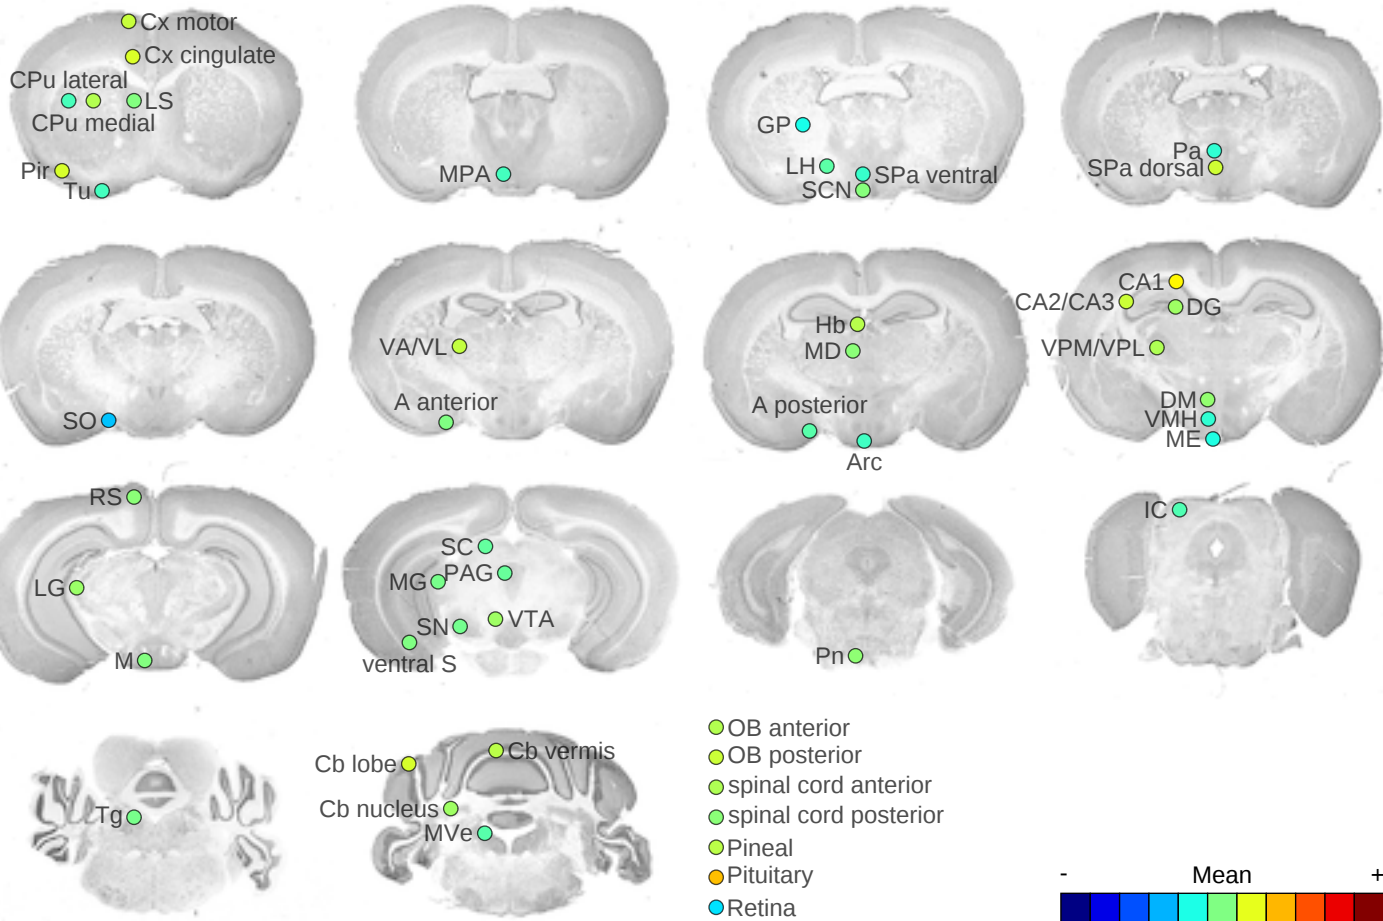 Cx motor
Cx cingulate
CPu lateral
LS
CPu medial
Pir
Tu
MPA
GP
LH
SPa ventral
SCN
Pa
SPa dorsal
SO
VA/VL
A anterior
Hb
MD
A posterior
Arc
CA1
CA2/CA3
DG
VPM/VPL
DM
VMH
ME
RS
LG
M
SC
PAG
MG
VTA
SN
ventral S
Pn
IC
Tg
Cb lobe
Cb vermis
Cb nucleus
MVe
OB anterior
OB posterior
spinal cord anterior
spinal cord posterior
Pineal
Pituitary
Retina
- Mean +